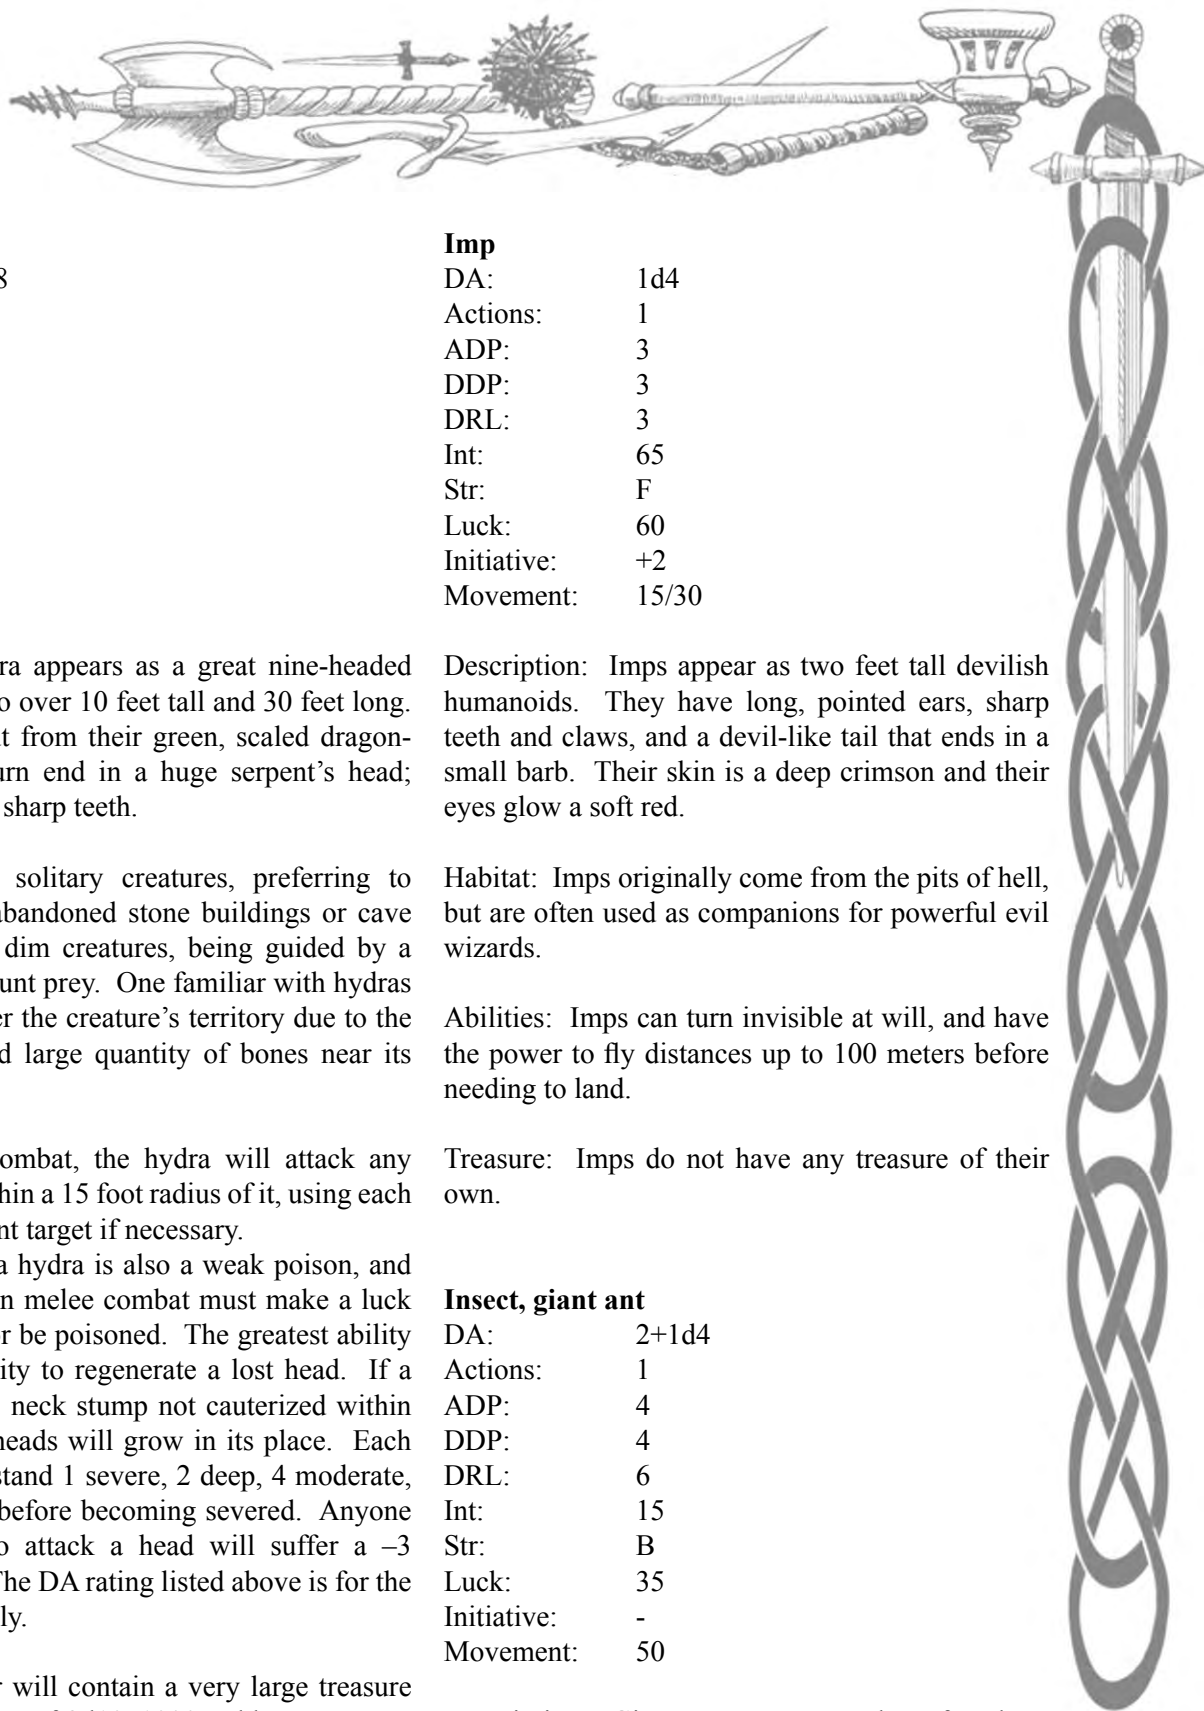 8
ra appears as a great nine-headed
o over 10 feet tall and 30 feet long.
t from their green, scaled dragon-
urn end in a huge serpent's head;
sharp teeth.
solitary creatures, preferring to
abandoned stone buildings or cave
dim creatures, being guided by a
unt prey. One familiar with hydras
er the creature's territory due to the
d large quantity of bones near its
ombat, the hydra will attack any
hin a 15 foot radius of it, using each
nt target if necessary.
a hydra is also a weak poison, and
n melee combat must make a luck
or be poisoned. The greatest ability
ity to regenerate a lost head. If a
neck stump not cauterized within
heads will grow in its place. Each
stand 1 severe, 2 deep, 4 moderate,
before becoming severed. Anyone
o attack a head will suffer a –3
The DA rating listed above is for the
ly.
r will contain a very large treasure
Imp
DA: 1d4
Actions: 1
ADP: 3
DDP: 3
DRL: 3
Int: 65
Str: F
Luck: 60
Initiative: +2
Movement: 15/30
Description: Imps appear as two feet tall devilish
humanoids. They have long, pointed ears, sharp
teeth and claws, and a devil-like tail that ends in a
small barb. Their skin is a deep crimson and their
eyes glow a soft red.
Habitat: Imps originally come from the pits of hell,
but are often used as companions for powerful evil
wizards.
Abilities: Imps can turn invisible at will, and have
the power to fly distances up to 100 meters before
needing to land.
Treasure: Imps do not have any treasure of their
own.
Insect, giant ant
DA: 2+1d4
Actions: 1
ADP: 4
DDP: 4
DRL: 6
Int: 15
Str: B
Luck: 35
Initiative: -
Movement: 50